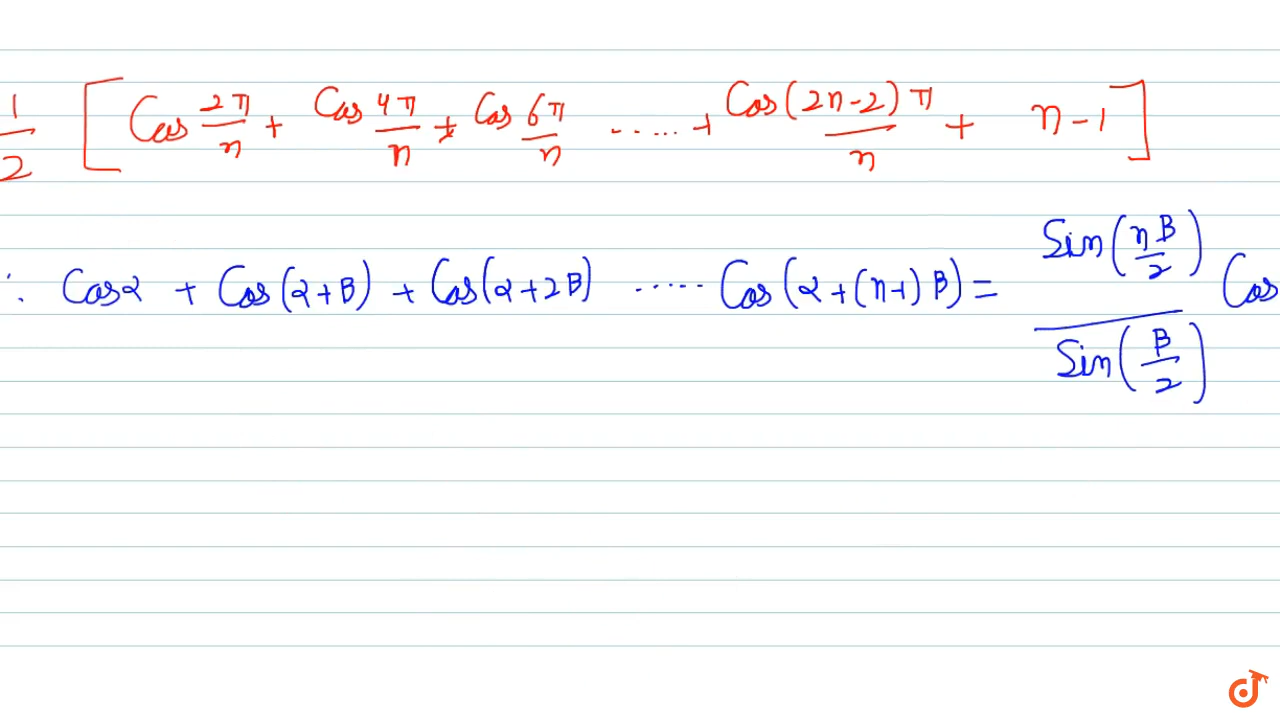 1/2 [ Cos 2π/n + Cos 4π/n + Cos 6π/n ...... + Cos(2n-2)π/n + n-1 ]
∴ Cosα + Cos(α+β) + Cos(α+2β) ...... Cos(α+(n-1)β) = Sin(nβ/2)/Sin(β/2) Cos